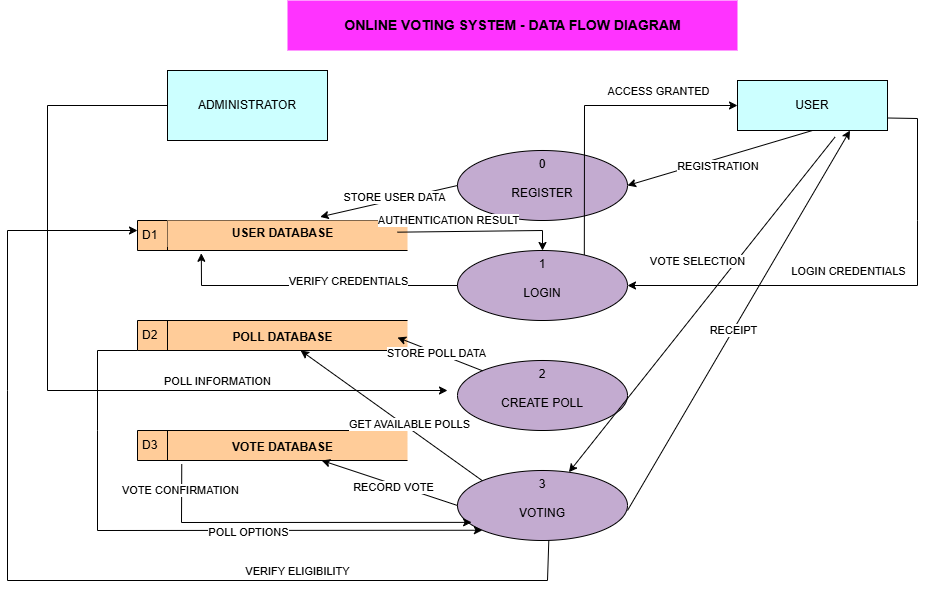 ONLINE VOTING SYSTEM - DATA FLOW DIAGRAM
ADMINISTRATOR
ACCESS GRANTED
USER
0
REGISTER
REGISTRATION
STORE USER DATA
AUTHENTICATION RESULT
D1
USER DATABASE
1
LOGIN
VOTE SELECTION
LOGIN CREDENTIALS
VERIFY CREDENTIALS
D2
POLL DATABASE
RECEIPT
STORE POLL DATA
2
CREATE POLL
POLL INFORMATION
GET AVAILABLE POLLS
D3
VOTE DATABASE
VOTE CONFIRMATION
RECORD VOTE
3
VOTING
POLL OPTIONS
VERIFY ELIGIBILITY